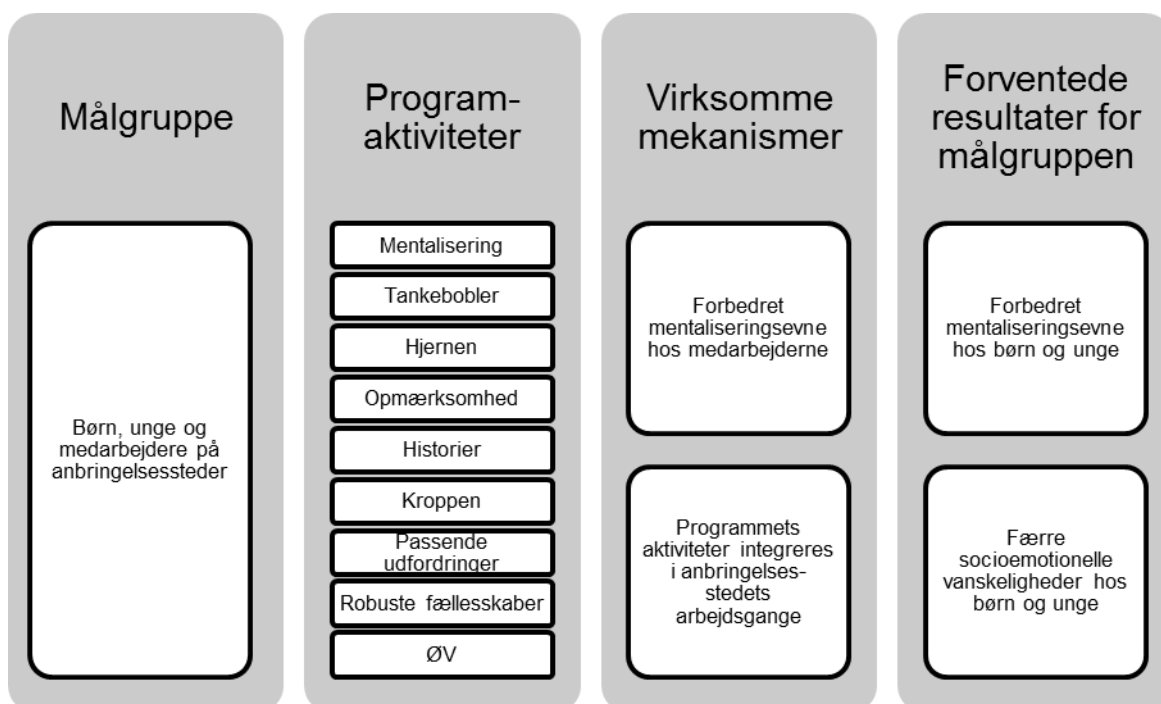 Målgruppe
Børn, unge og
medarbejdere på
anbringelsessteder
Program-
aktiviteter
Mentalisering
Tankebobler
Hjernen
Opmærksomhed
Historier
Kroppen
Passende
udfordringer
Robuste fællesskaber
ØV
Virksomme
mekanismer
Forbedret
mentaliseringsevne
hos medarbejderne
Programmets
aktiviteter integreres
i anbringelses-
stedets
arbejdsgange
Forventede
resultater for
målgruppen
Forbedret
mentaliseringsevne
hos børn og unge
Færre
socioemotionelle
vanskeligheder hos
børn og unge